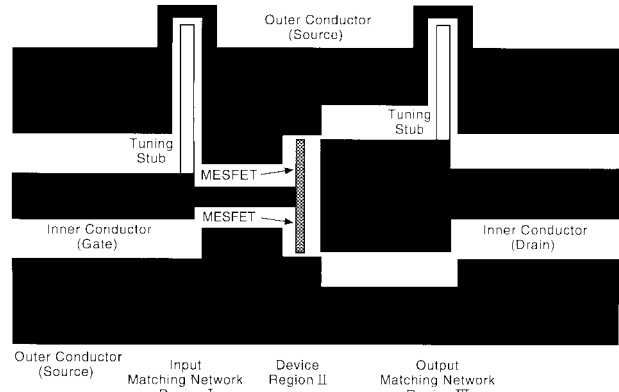 Outer Conductor
(Source)
Tuning
Stub
Tuning
Stub
MESFET
MESFET
Inner Conductor
(Gate)
Inner Conductor
(Drain)
Outer Conductor
(Source)
Input
Matching Network
Device
Region II
Output
Matching Network